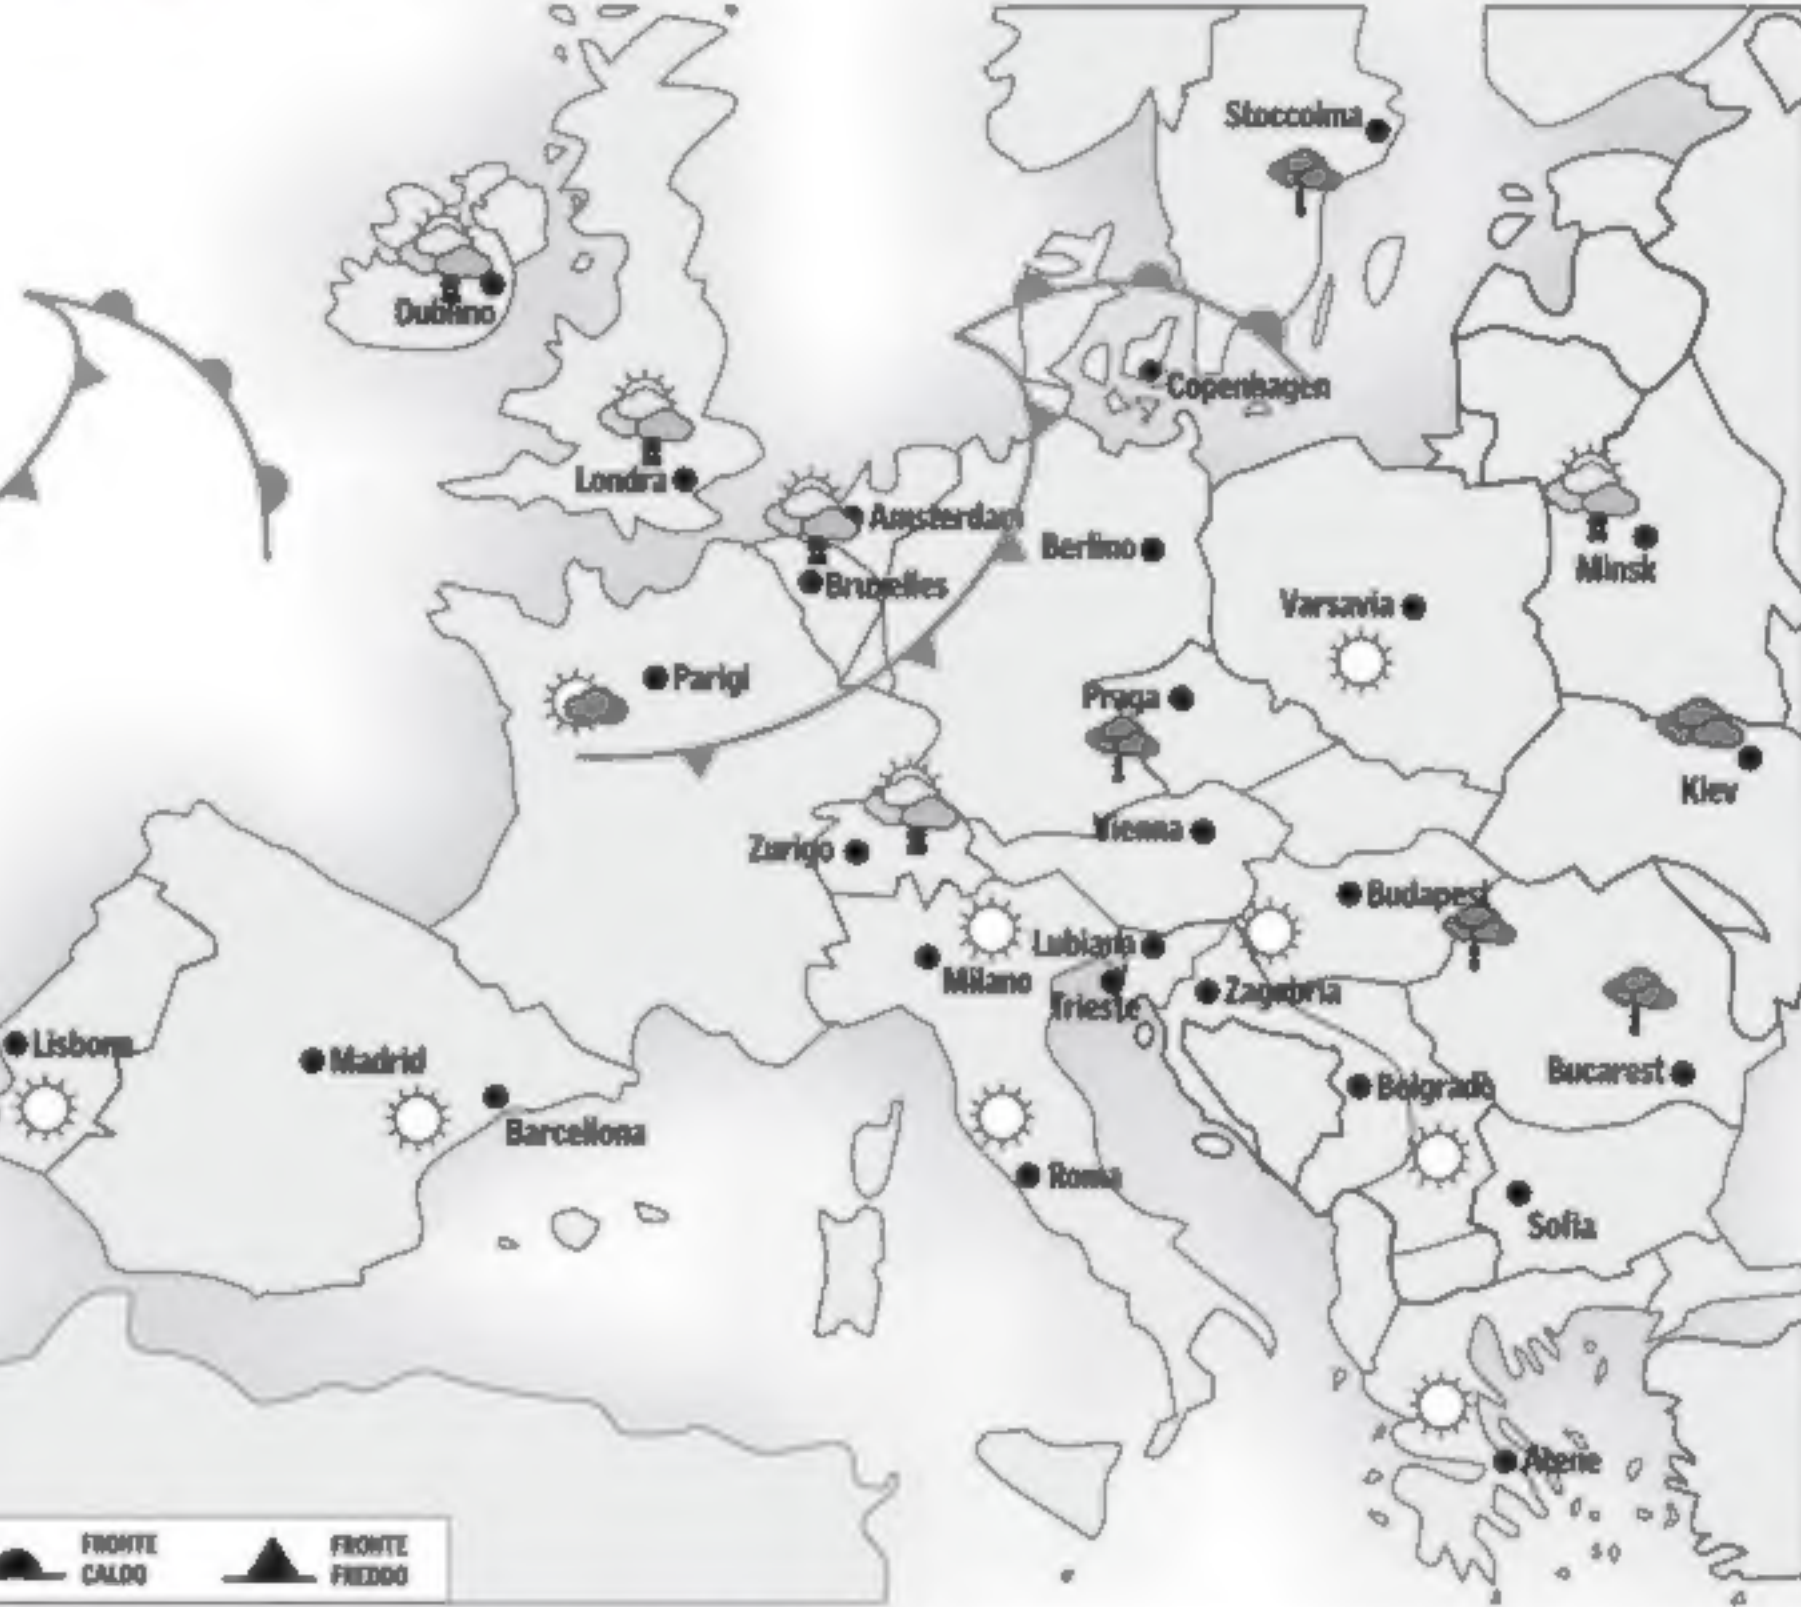 Stoccolma
Dublino
Copenhagen
Londra
Amsterdam
Berlino
Bruxelles
Minsk
Varsavia
Parigi
Praga
Kiev
Vienna
Zurigo
Budapest
Lubiana
Milano
Zagabria
Trieste
Lisbona
Madrid
Bucarest
Belgrado
Barcellona
Roma
Sofia
Atene
FRONTE
CALDO
FRONTE
FREDDO